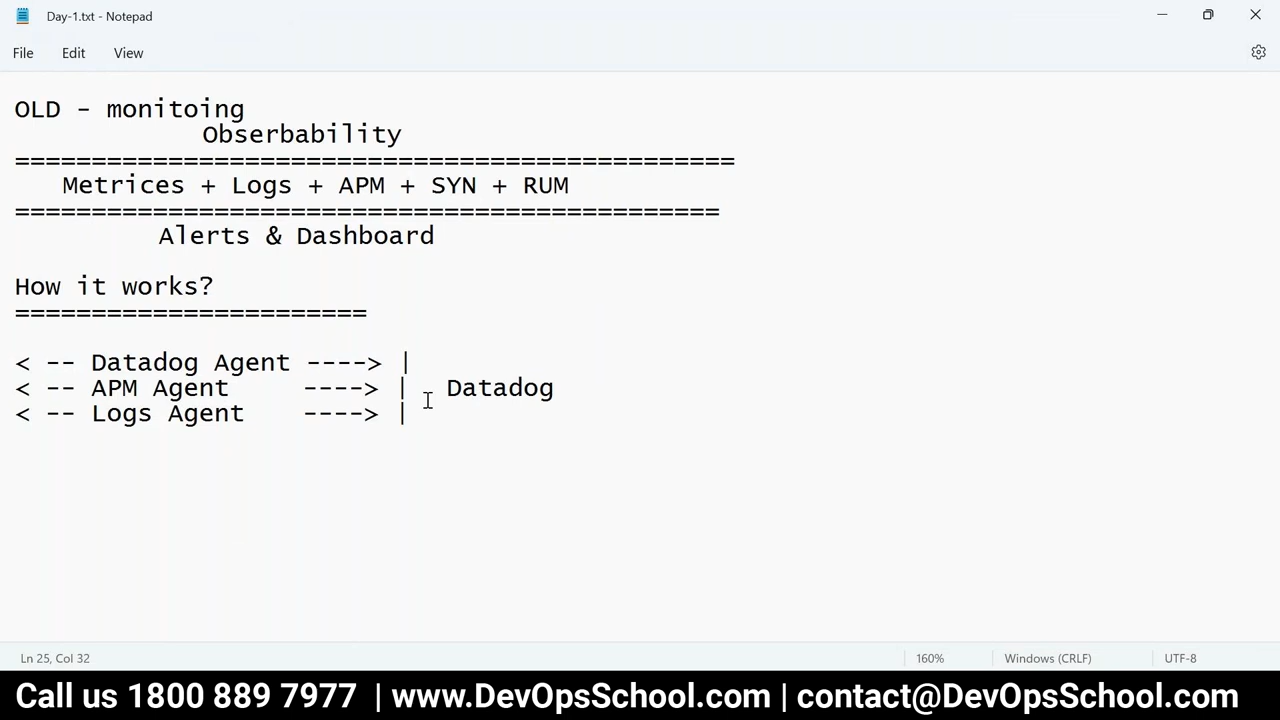 Day-1.txt - Notepad
File Edit View
OLD - monitoing
Obserbability
===============================================
Metrices + Logs + APM + SYN + RUM
==============================================
Alerts & Dashboard
How it works?
=======================
< -- Datadog Agent ----> |
< -- APM Agent ----> | Datadog
< -- Logs Agent ----> |
Ln 25, Col 32 160% Windows (CRLF) UTF-8
Call us 1800 889 7977 | www.DevOpsSchool.com | contact@DevOpsSchool.com